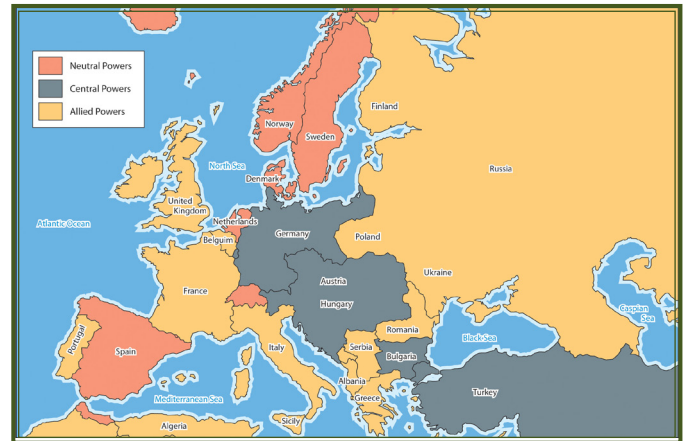 Neutral Powers
Central Powers
Allied Powers
Finland
Norway
Sweden
Russia
North Sea
Denmark
United
Kingdom
Atlantic Ocean
Netherlands
Germany
Belguim
Poland
Ukraine
Austria
Hungary
France
Caspian
Sea
Romania
Black Sea
Portugal
Spain
Italy
Serbia
Bulgaria
Albania
Greece
Turkey
Mediterranean Sea
Sicily
Algeria